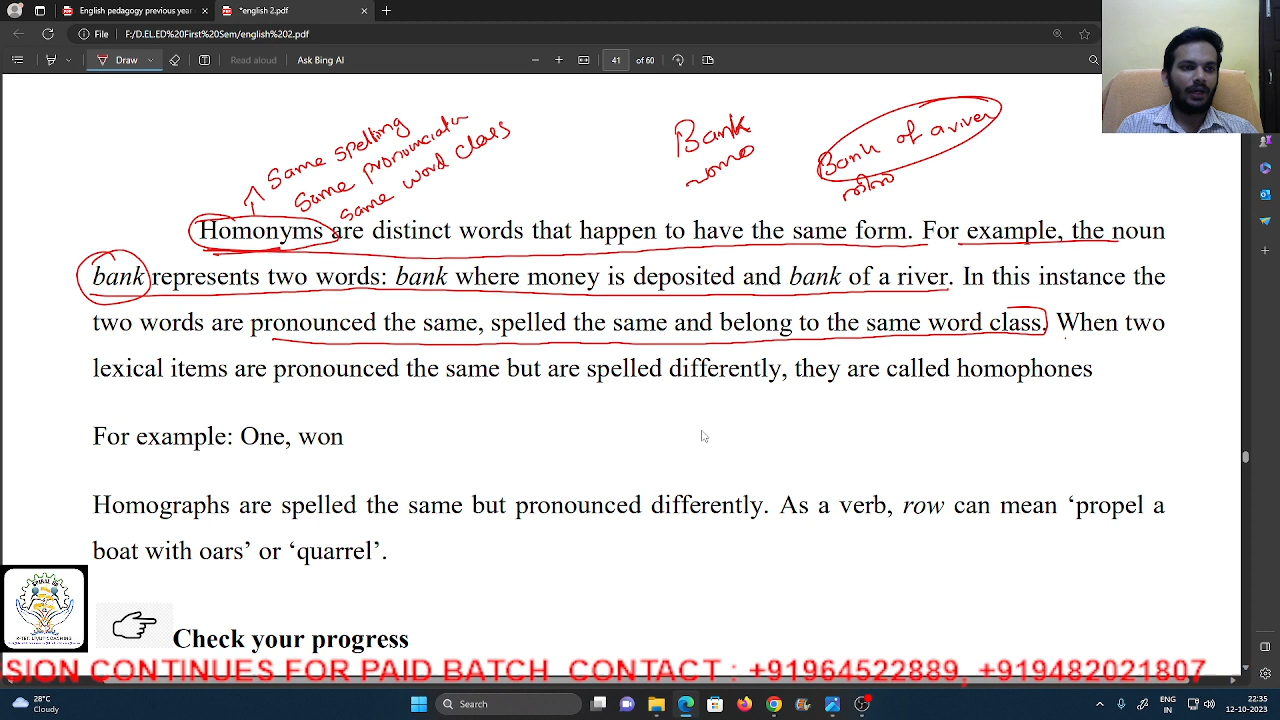 English pedagogy previous year
*english 2.pdf
File
F:/D.EL.ED%20First%20Sem/english%202.pdf
Draw
Read aloud
Ask Bing AI
41 of 60
Same spelling
Same pronounciation
Same word class
Bank
Bank of a river
Homonyms are distinct words that happen to have the same form. For example, the noun
bank represents two words: bank where money is deposited and bank of a river. In this instance the
two words are pronounced the same, spelled the same and belong to the same word class. When two
lexical items are pronounced the same but are spelled differently, they are called homophones
For example: One, won
Homographs are spelled the same but pronounced differently. As a verb, row can mean ‘propel a
boat with oars’ or ‘quarrel’.
Check your progress
SION CONTINUES FOR PAID BATCH CONTACT : +91964522889, +919482021807
28°C
Cloudy
Search
ENG
IN
22:35
12-10-2023